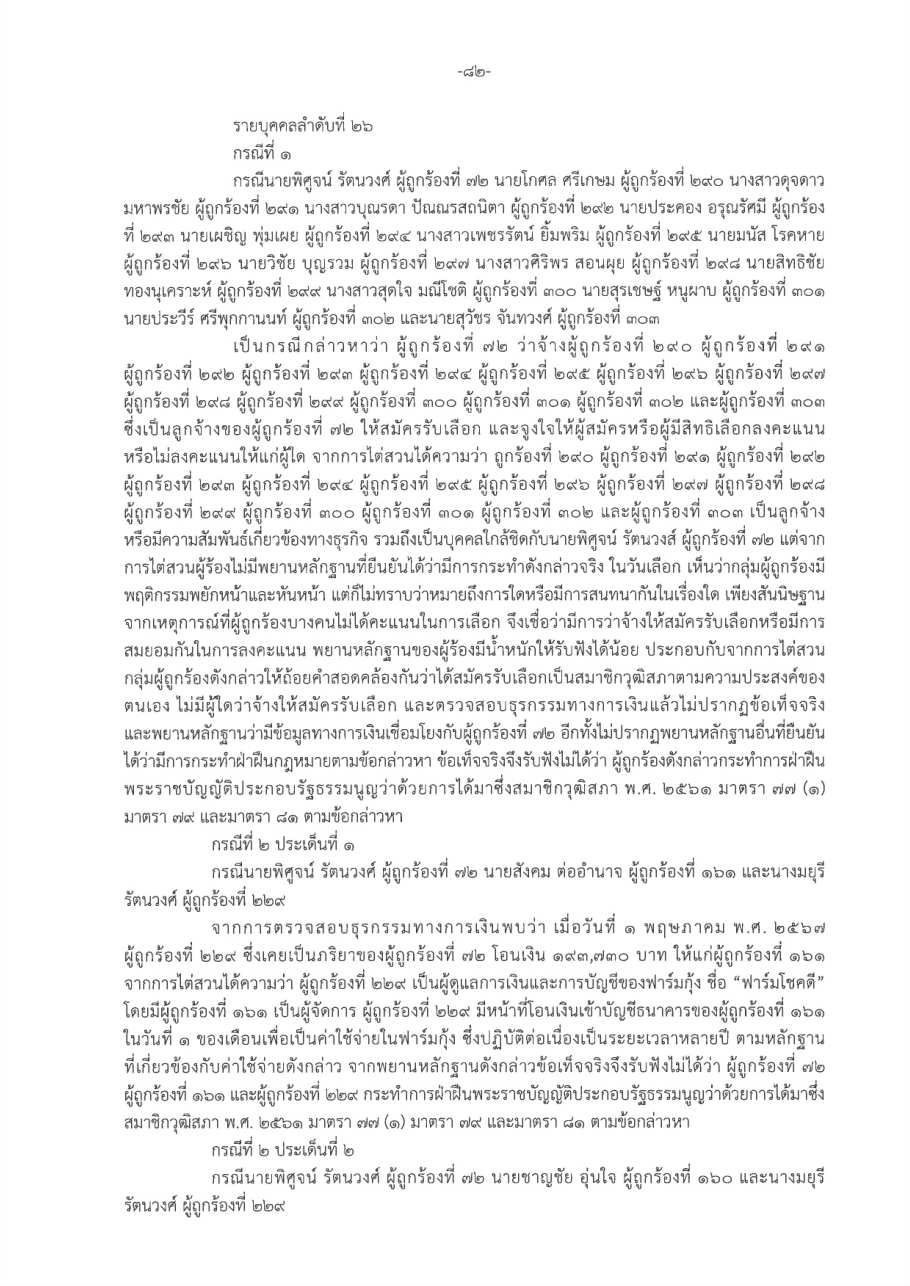 -๘๒-
รายบุคคลลำดับที่ ๒๖
กรณีที่ ๑
กรณีนายพิศูจน์ รัตนวงศ์ ผู้ถูกร้องที่ ๗๒ นายโกศล ศรีเกษม ผู้ถูกร้องที่ ๒๙๐ นางสาวดุจดาว
มหาพรชัย ผู้ถูกร้องที่ ๒๙๑ นางสาวบุณรดา ปัณณรสถนิตา ผู้ถูกร้องที่ ๒๙๒ นายประคอง อรุณรัศมี ผู้ถูกร้อง
ที่ ๒๙๓ นายเผชิญ พุ่มเผย ผู้ถูกร้องที่ ๒๙๔ นางสาวเพชรรัตน์ ยิ้มพริม ผู้ถูกร้องที่ ๒๙๕ นายมนัส โรคหาย
ผู้ถูกร้องที่ ๒๙๖ นายวิชัย บุญรวม ผู้ถูกร้องที่ ๒๙๗ นางสาวศิริพร สอนผุย ผู้ถูกร้องที่ ๒๙๘ นายสิทธิชัย
ทองนุเคราะห์ ผู้ถูกร้องที่ ๒๙๙ นางสาวสุดใจ มณีโชติ ผู้ถูกร้องที่ ๓๐๐ นายสุรเชษฐ์ หนูผาบ ผู้ถูกร้องที่ ๓๐๑
นายประวีร์ ศรีพุกกานนท์ ผู้ถูกร้องที่ ๓๐๒ และนายสุวัชร จันทวงศ์ ผู้ถูกร้องที่ ๓๐๓
เป็นกรณีกล่าวหาว่า ผู้ถูกร้องที่ ๗๒ ว่าจ้างผู้ถูกร้องที่ ๒๙๐ ผู้ถูกร้องที่ ๒๙๑
ผู้ถูกร้องที่ ๒๙๒ ผู้ถูกร้องที่ ๒๙๓ ผู้ถูกร้องที่ ๒๙๔ ผู้ถูกร้องที่ ๒๙๕ ผู้ถูกร้องที่ ๒๙๖ ผู้ถูกร้องที่ ๒๙๗
ผู้ถูกร้องที่ ๒๙๘ ผู้ถูกร้องที่ ๒๙๙ ผู้ถูกร้องที่ ๓๐๐ ผู้ถูกร้องที่ ๓๐๑ ผู้ถูกร้องที่ ๓๐๒ และผู้ถูกร้องที่ ๓๐๓
ซึ่งเป็นลูกจ้างของผู้ถูกร้องที่ ๗๒ ให้สมัครรับเลือก และจูงใจให้ผู้สมัครหรือผู้มีสิทธิเลือกลงคะแนน
หรือไม่ลงคะแนนให้แก่ผู้ใด จากการไต่สวนได้ความว่า ถูกร้องที่ ๒๙๐ ผู้ถูกร้องที่ ๒๙๑ ผู้ถูกร้องที่ ๒๙๒
ผู้ถูกร้องที่ ๒๙๓ ผู้ถูกร้องที่ ๒๙๔ ผู้ถูกร้องที่ ๒๙๕ ผู้ถูกร้องที่ ๒๙๖ ผู้ถูกร้องที่ ๒๙๗ ผู้ถูกร้องที่ ๒๙๘
ผู้ถูกร้องที่ ๒๙๙ ผู้ถูกร้องที่ ๓๐๐ ผู้ถูกร้องที่ ๓๐๑ ผู้ถูกร้องที่ ๓๐๒ และผู้ถูกร้องที่ ๓๐๓ เป็นลูกจ้าง
หรือมีความสัมพันธ์เกี่ยวข้องทางธุรกิจ รวมถึงเป็นบุคคลใกล้ชิดกับนายพิศูจน์ รัตนวงส์ ผู้ถูกร้องที่ ๗๒ แต่จาก
การไต่สวนผู้ร้องไม่มีพยานหลักฐานที่ยืนยันได้ว่ามีการกระทำดังกล่าวจริง ในวันเลือก เห็นว่ากลุ่มผู้ถูกร้องมี
พฤติกรรมพยักหน้าและหันหน้า แต่ก็ไม่ทราบว่าหมายถึงการใดหรือมีการสนทนากันในเรื่องใด เพียงสันนิษฐาน
จากเหตุการณ์ที่ผู้ถูกร้องบางคนไม่ได้คะแนนในการเลือก จึงเชื่อว่ามีการว่าจ้างให้สมัครรับเลือกหรือมีการ
สมยอมกันในการลงคะแนน พยานหลักฐานของผู้ร้องมีน้ำหนักให้รับฟังได้น้อย ประกอบกับจากการไต่สวน
กลุ่มผู้ถูกร้องดังกล่าวให้ถ้อยคำสอดคล้องกันว่าได้สมัครรับเลือกเป็นสมาชิกวุฒิสภาตามความประสงค์ของ
ตนเอง ไม่มีผู้ใดว่าจ้างให้สมัครรับเลือก และตรวจสอบธุรกรรมทางการเงินแล้วไม่ปรากฏข้อเท็จจริง
และพยานหลักฐานว่ามีข้อมูลทางการเงินเชื่อมโยงกับผู้ถูกร้องที่ ๗๒ อีกทั้งไม่ปรากฏพยานหลักฐานอื่นที่ยืนยัน
ได้ว่ามีการกระทำฝ่าฝืนกฎหมายตามข้อกล่าวหา ข้อเท็จจริงจึงรับฟังไม่ได้ว่า ผู้ถูกร้องดังกล่าวกระทำการฝ่าฝืน
พระราชบัญญัติประกอบรัฐธรรมนูญว่าด้วยการได้มาซึ่งสมาชิกวุฒิสภา พ.ศ. ๒๕๖๑ มาตรา ๗๗ (๑)
มาตรา ๗๙ และมาตรา ๘๑ ตามข้อกล่าวหา
กรณีที่ ๒ ประเด็นที่ ๑
กรณีนายพิศูจน์ รัตนวงศ์ ผู้ถูกร้องที่ ๗๒ นายสังคม ต่ออำนาจ ผู้ถูกร้องที่ ๑๖๑ และนางมยุรี
รัตนวงศ์ ผู้ถูกร้องที่ ๒๒๙
จากการตรวจสอบธุรกรรมทางการเงินพบว่า เมื่อวันที่ ๑ พฤษภาคม พ.ศ. ๒๕๖๗
ผู้ถูกร้องที่ ๒๒๙ ซึ่งเคยเป็นภริยาของผู้ถูกร้องที่ ๗๒ โอนเงิน ๑๙๓,๗๓๐ บาท ให้แก่ผู้ถูกร้องที่ ๑๖๑
จากการไต่สวนได้ความว่า ผู้ถูกร้องที่ ๒๒๙ เป็นผู้ดูแลการเงินและการบัญชีของฟาร์มกุ้ง ชื่อ “ฟาร์มโชคดี”
โดยมีผู้ถูกร้องที่ ๑๖๑ เป็นผู้จัดการ ผู้ถูกร้องที่ ๒๒๙ มีหน้าที่โอนเงินเข้าบัญชีธนาคารของผู้ถูกร้องที่ ๑๖๑
ในวันที่ ๑ ของเดือนเพื่อเป็นค่าใช้จ่ายในฟาร์มกุ้ง ซึ่งปฏิบัติต่อเนื่องเป็นระยะเวลาหลายปี ตามหลักฐาน
ที่เกี่ยวข้องกับค่าใช้จ่ายดังกล่าว จากพยานหลักฐานดังกล่าวข้อเท็จจริงจึงรับฟังไม่ได้ว่า ผู้ถูกร้องที่ ๗๒
ผู้ถูกร้องที่ ๑๖๑ และผู้ถูกร้องที่ ๒๒๙ กระทำการฝ่าฝืนพระราชบัญญัติประกอบรัฐธรรมนูญว่าด้วยการได้มาซึ่ง
สมาชิกวุฒิสภา พ.ศ. ๒๕๖๑ มาตรา ๗๗ (๑) มาตรา ๗๙ และมาตรา ๘๑ ตามข้อกล่าวหา
กรณีที่ ๒ ประเด็นที่ ๒
กรณีนายพิศูจน์ รัตนวงศ์ ผู้ถูกร้องที่ ๗๒ นายชาญชัย อุ่นใจ ผู้ถูกร้องที่ ๑๖๐ และนางมยุรี
รัตนวงศ์ ผู้ถูกร้องที่ ๒๒๙